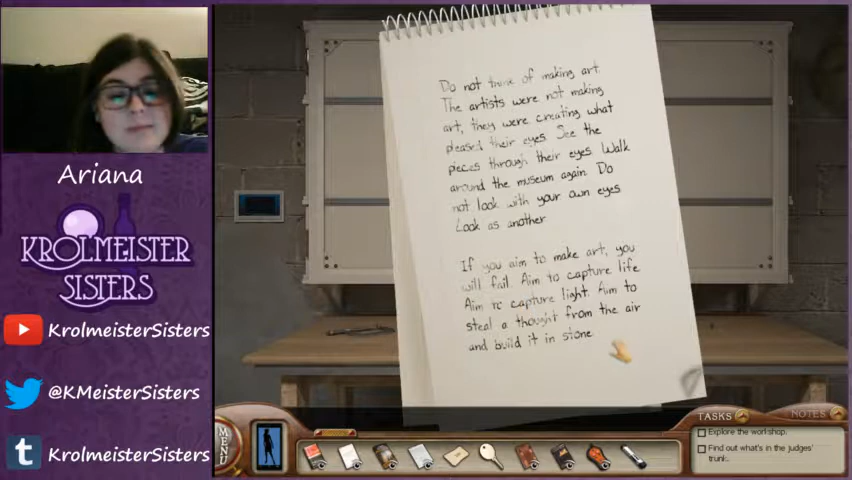 Do not think of making art.
The artists were not making
art, they were creating what
pleased their eyes. See the
pieces through their eyes. Walk
around the museum again. Do
not look with your own eyes
Look as another
If you aim to make art, you
will fail. Aim to capture life
Aim to capture light. Aim to
steal a thought from the air
and build it in stone
Ariana
KROLMEISTER
SISTERS
KrolmeisterSisters
@KMeisterSisters
t KrolmeisterSisters
MENU
TASKS
NOTES
Explore the workshop.
Find out what's in the judges'
trunk.